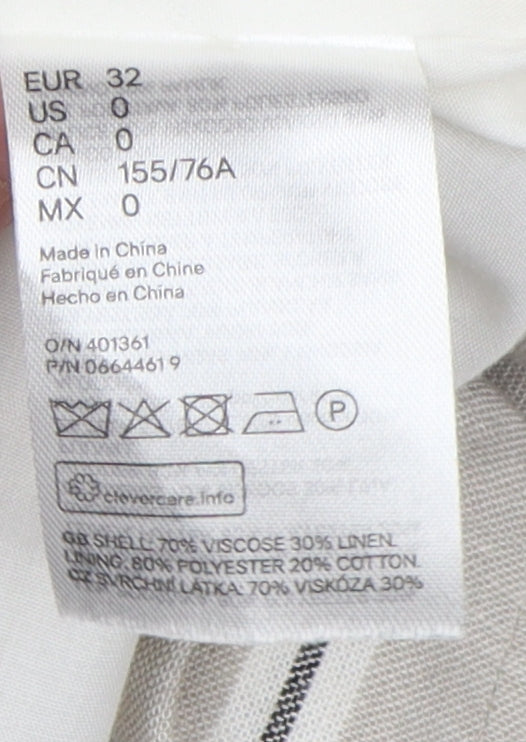 EUR 32
US 0
CA 0
CN 155/76A
MX 0
Made in China
Fabriqué en Chine
Hecho en China
O/N 401361
P/N 0664461 9
P
clevercare.info
GB SHELL: 70% VISCOSE 30% LINEN.
LINING: 80% POLYESTER 20% COTTON.
CZ SVRCHNÍ LÁTKA: 70% VISKÓZA 30%